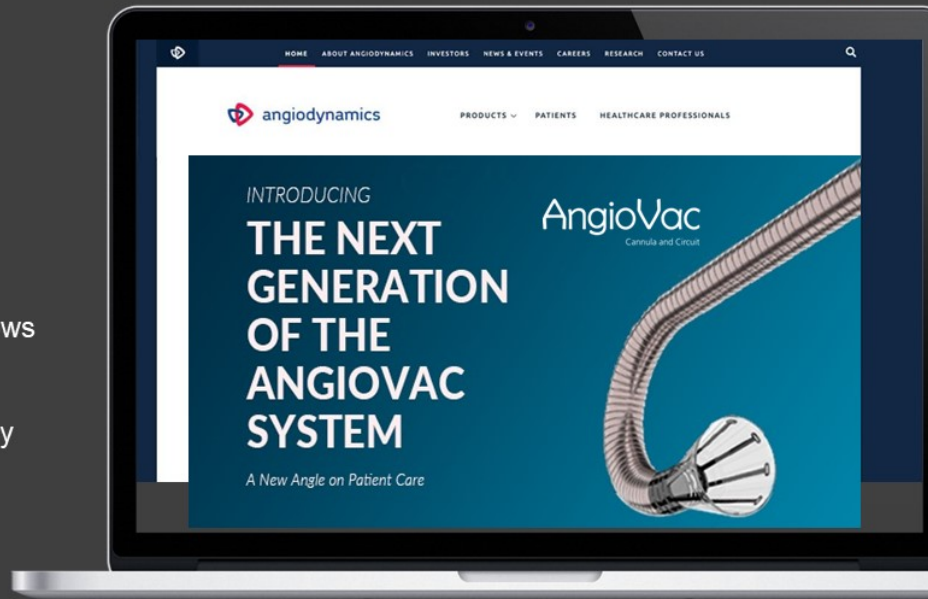 HOME ABOUT ANGIODYNAMICS INVESTORS NEWS & EVENTS CAREERS RESEARCH CONTACT US
angiodynamics PRODUCTS PATIENTS HEALTHCARE PROFESSIONALS
INTRODUCING
THE NEXT
GENERATION
OF THE
ANGIOVAC
SYSTEM
A New Angle on Patient Care
AngioVac
Cannula and Circuit
ws
y